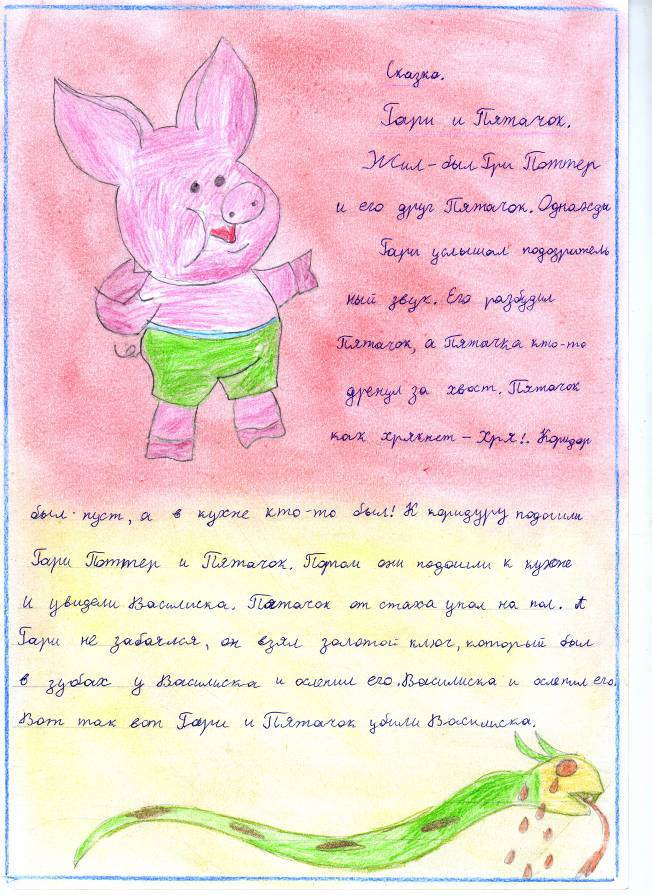 Сказка.
Гари и Пятачок.
Жил-был Гри Поттер
и его друг Пятачок. Однажды
Гари услышал подозритель
ный звук. Его разбудил
Пятачок, а Пятачка кто-то
дренул за хвост. Пятачок
как хрякнет - Хря!. Коридор
был пуст, а в кухне кто-то был! К коридуру подошли
Гари Поттер и Пятачок. Потом они подошли к кухне
и увидели Василиска. Пятачок от стаха упал на пол. А
Гари не забаялся, он взял золотой ключ, который был
в зубах у Василиска и ослепил его. Василиска и ослепил его.
Вот так вот Гари и Пятачок убили Василиска.